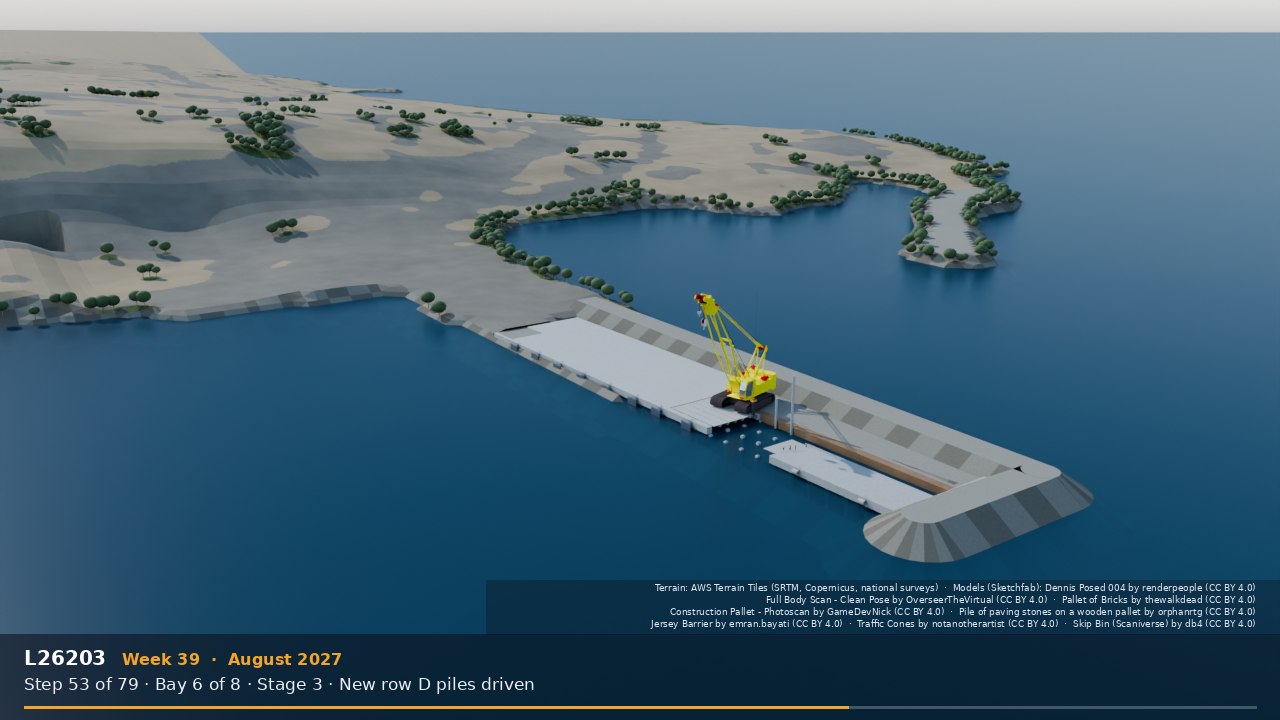 Terrain: AWS Terrain Tiles (SRTM, Copernicus, national surveys)  ·  Models (Sketchfab): Dennis Posed 004 by renderpeople (CC BY 4.0)
Full Body Scan - Clean Pose by OverseerTheVirtual (CC BY 4.0)  ·  Pallet of Bricks by thewalkdead (CC BY 4.0)
Construction Pallet - Photoscan by GameDevNick (CC BY 4.0)  ·  Pile of paving stones on a wooden pallet by orphanrtg (CC BY 4.0)
Jersey Barrier by emran.bayati (CC BY 4.0)  ·  Traffic Cones by notanotherartist (CC BY 4.0)  ·  Skip Bin (Scaniverse) by db4 (CC BY 4.0)
L26203 Week 39 · August 2027
Step 53 of 79 · Bay 6 of 8 · Stage 3 · New row D piles driven